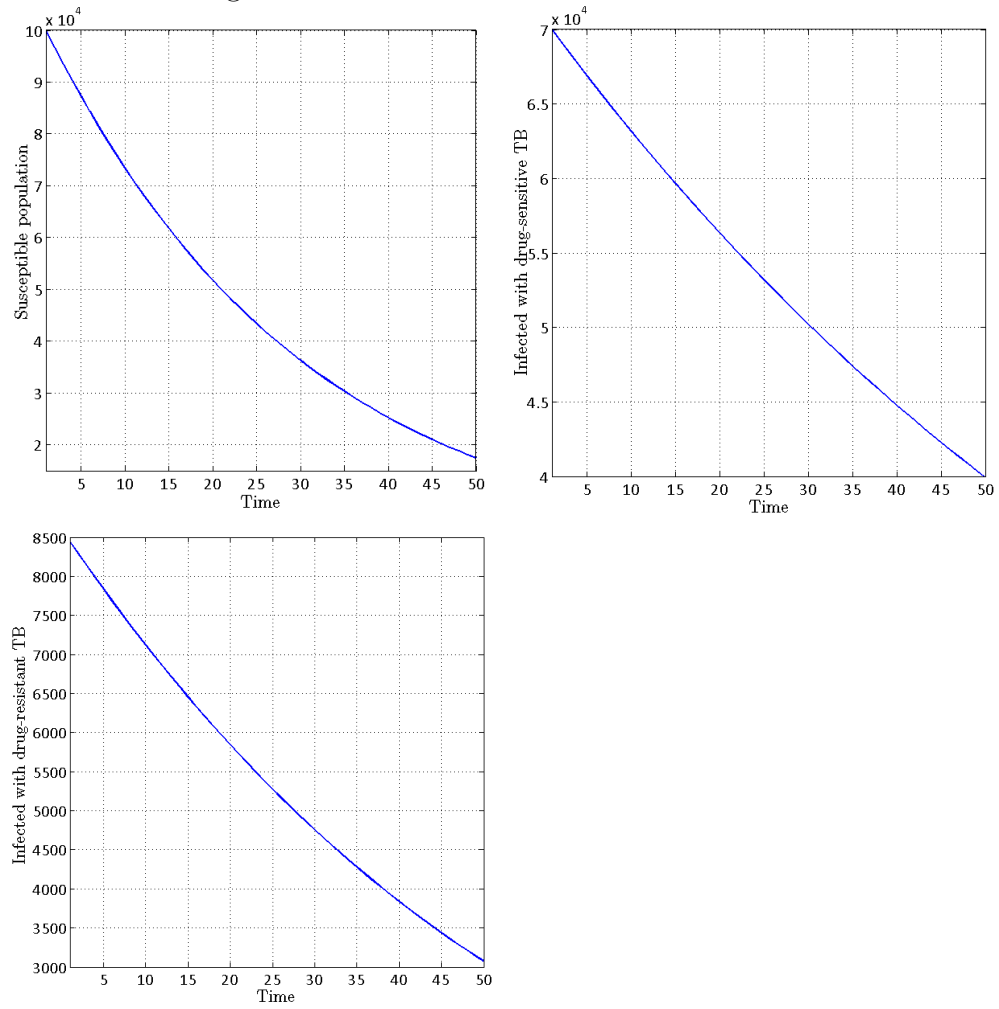 x 10^4
10
9
8
7
6
5
4
3
2
5 10 15 20 25 30 35 40 45 50
Time
Susceptible population
x 10^4
7
6.5
6
5.5
5
4.5
4
5 10 15 20 25 30 35 40 45 50
Time
Infected with drug-sensitive TB
8500
8000
7500
7000
6500
6000
5500
5000
4500
4000
3500
3000
5 10 15 20 25 30 35 40 45 50
Time
Infected with drug-resistant TB